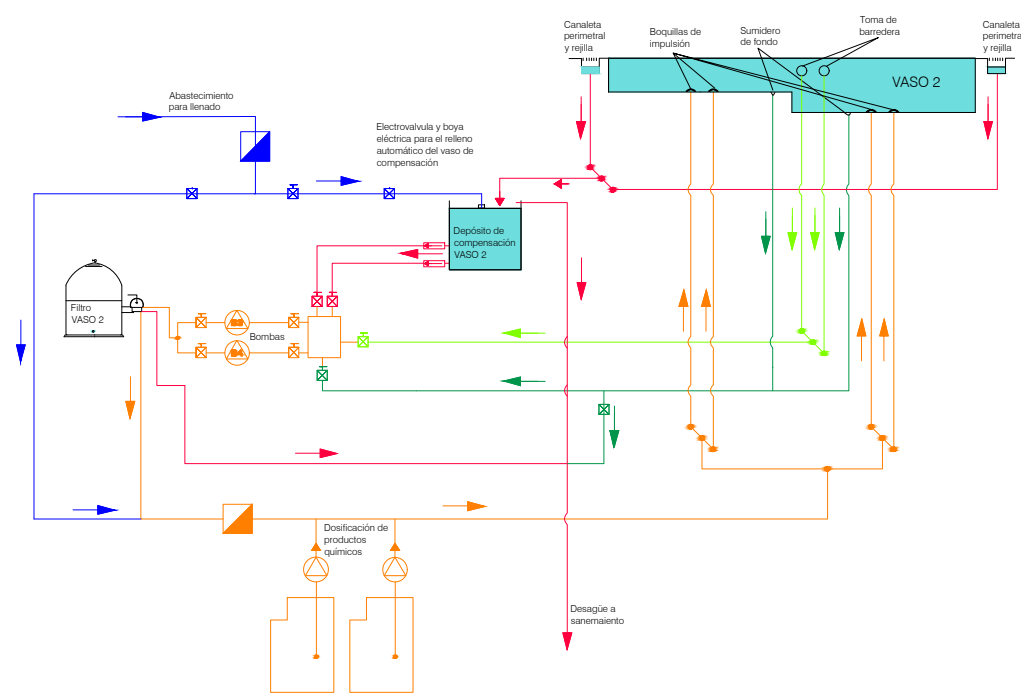 Canaleta
perimetral
y rejilla
Boquillas de
impulsión
Sumidero
de fondo
Toma de
barredera
Canaleta
perimetra
y rejilla
VASO 2
Abastecimiento
para llenado
Electrovalvula y boya
eléctrica para el relleno
automático del vaso de
compensación
Depósito de
compensación
VASO 2
Filtro
VASO 2
Bombas
Dosificación de
productos
químicos
Desagüe a
sanemaiento